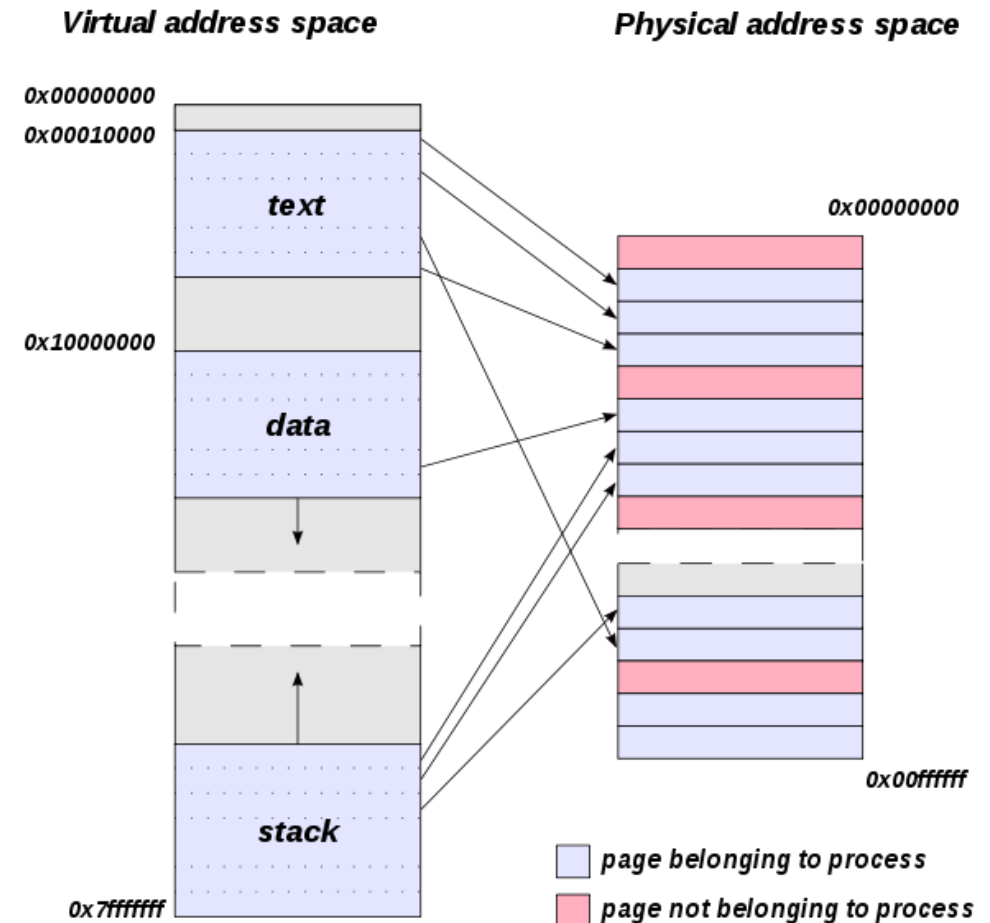 Virtual address space
Physical address space
0x00000000
0x00010000
text
0x00000000
0x10000000
data
stack
0x00ffffff
page belonging to process
0x7fffffff
page not belonging to process